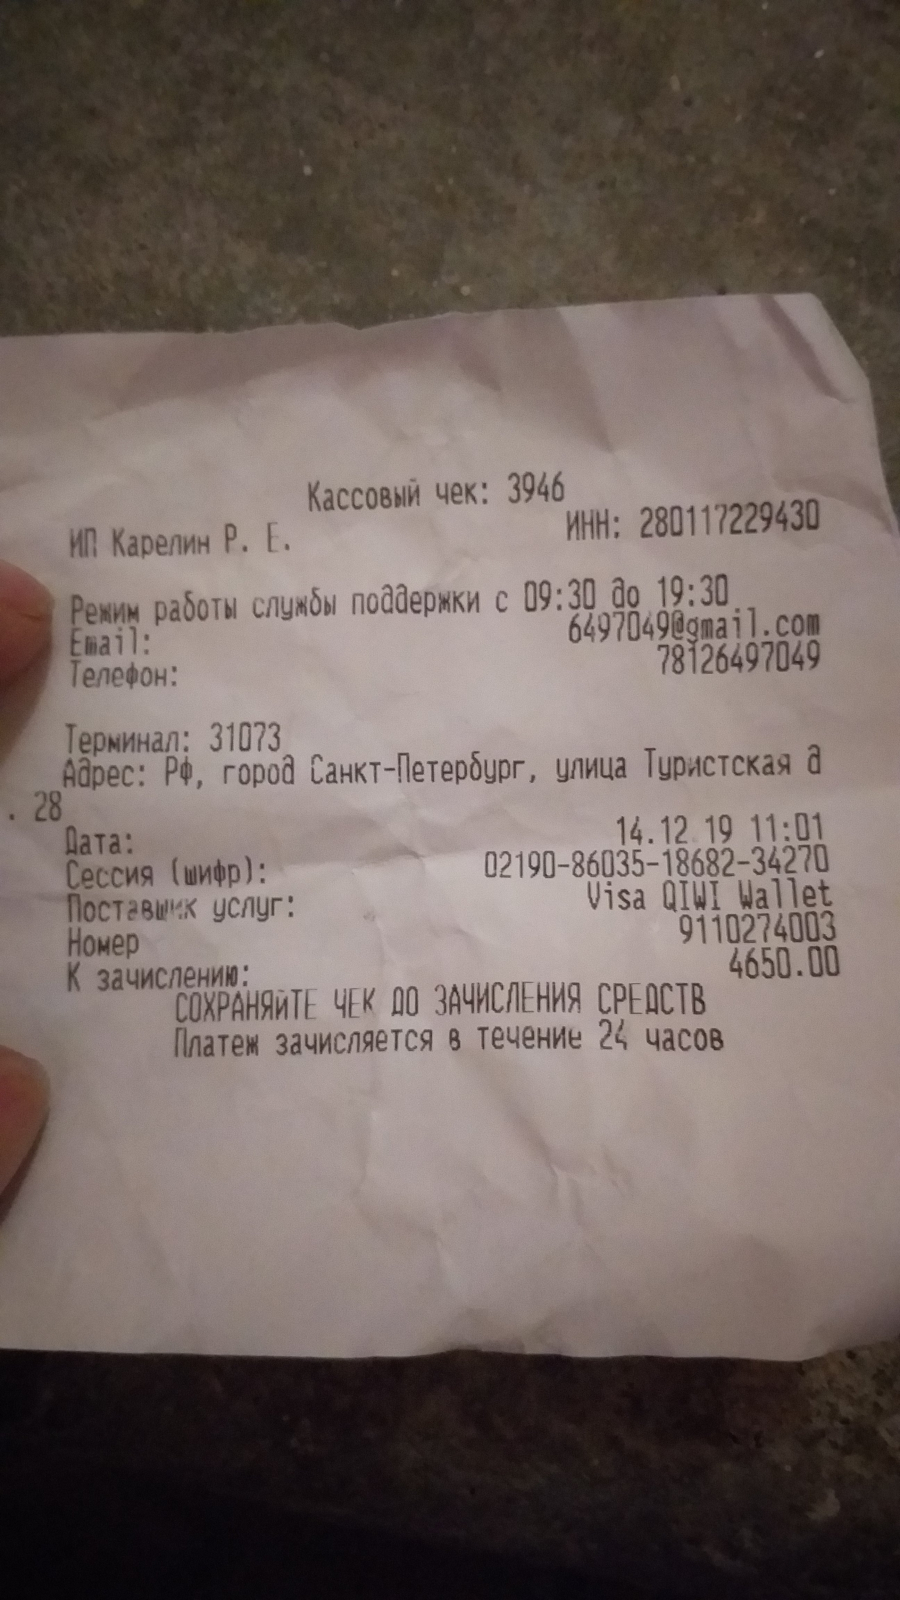 Кассовый чек: 3946
ИП Карелин Р. Е. ИНН: 280117229430
Режим работы службы поддержки с 09:30 до 19:30
Email: 6497049@gmail.com
Телефон: 78126497049
Терминал: 31073
Адрес: РФ, город Санкт-Петербург, улица Туристская д
. 28
Дата: 14.12.19 11:01
Сессия (шифр): 02190-86035-18682-34270
Поставщик услуг: Visa QIWI Wallet
Номер 9110274003
К зачислению: 4650.00
СОХРАНЯйТЕ ЧЕК ДО ЗАЧИСЛЕНИЯ СРЕДСТВ
Платеж зачисляется в течение 24 часов